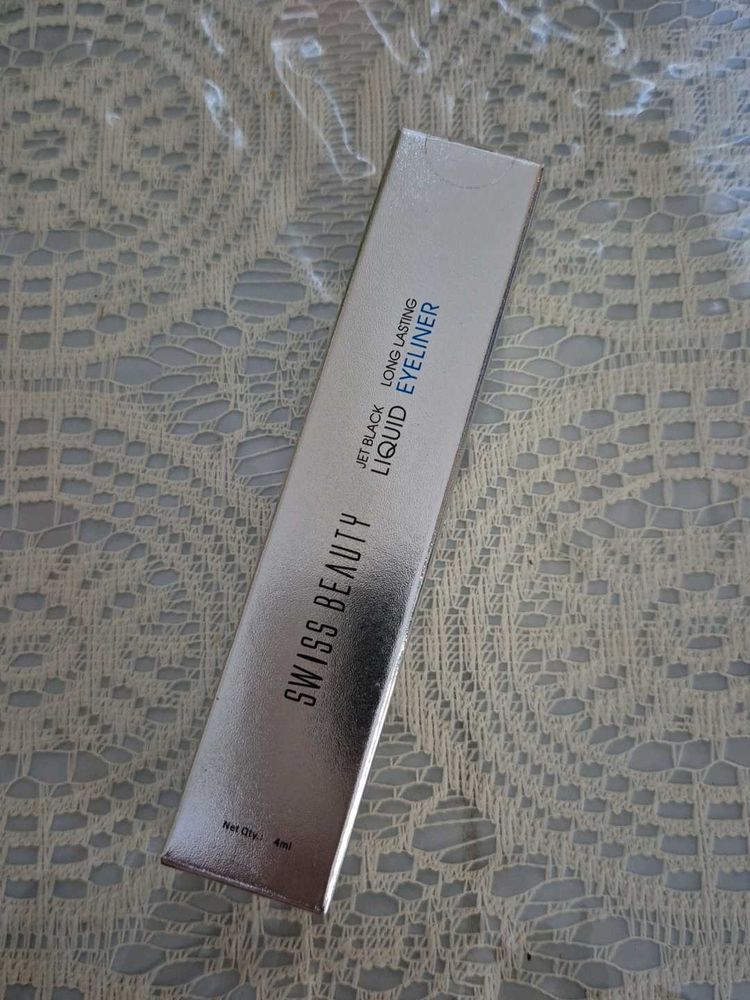 SWISS BEAUTY
JET BLACK LONG LASTING
LIQUID EYELINER
Net Qty.: 4ml